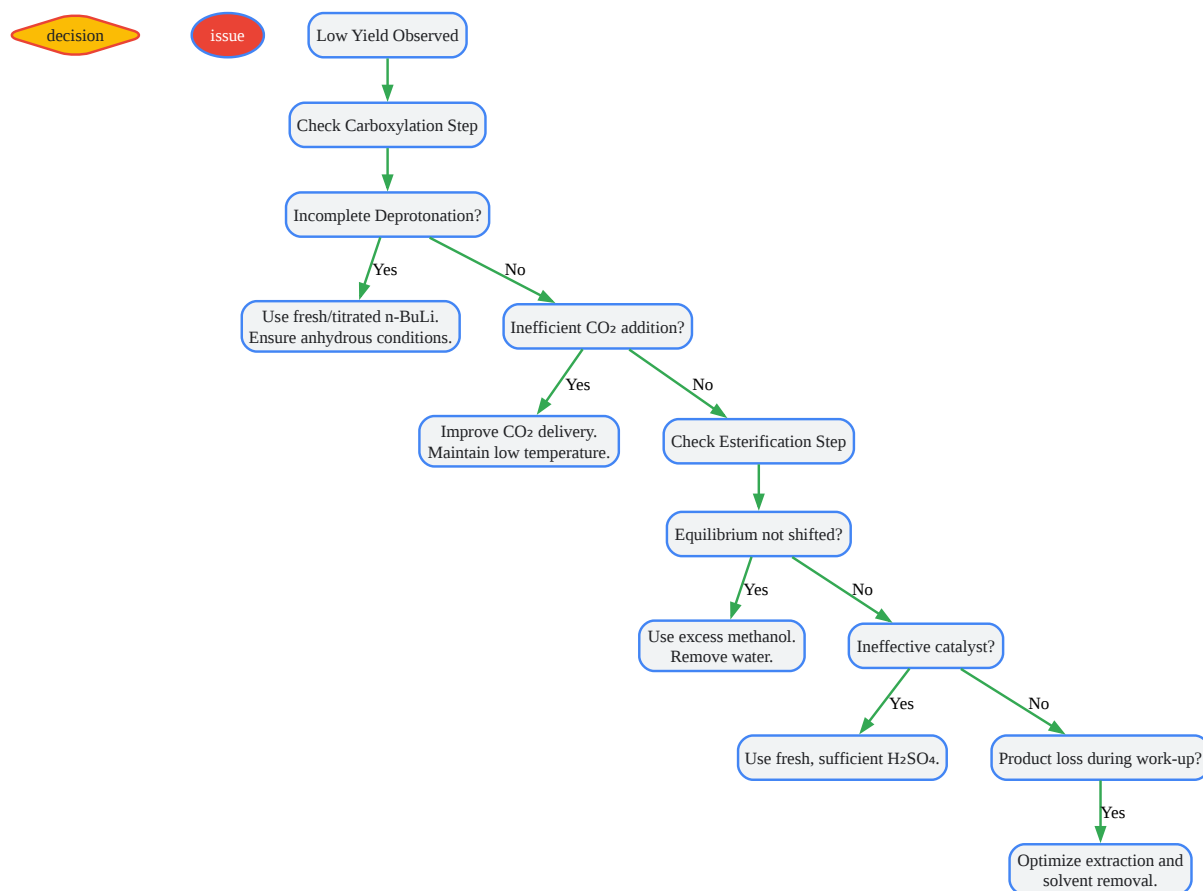 decision
issue
Low Yield Observed
Check Carboxylation Step
Incomplete Deprotonation?
Yes
No
Use fresh/titrated n-BuLi.
Ensure anhydrous conditions.
Inefficient CO₂ addition?
Yes
No
Improve CO₂ delivery.
Maintain low temperature.
Check Esterification Step
Equilibrium not shifted?
Yes
No
Use excess methanol.
Remove water.
Ineffective catalyst?
Yes
No
Use fresh, sufficient H₂SO₄.
Product loss during work-up?
Yes
Optimize extraction and
solvent removal.